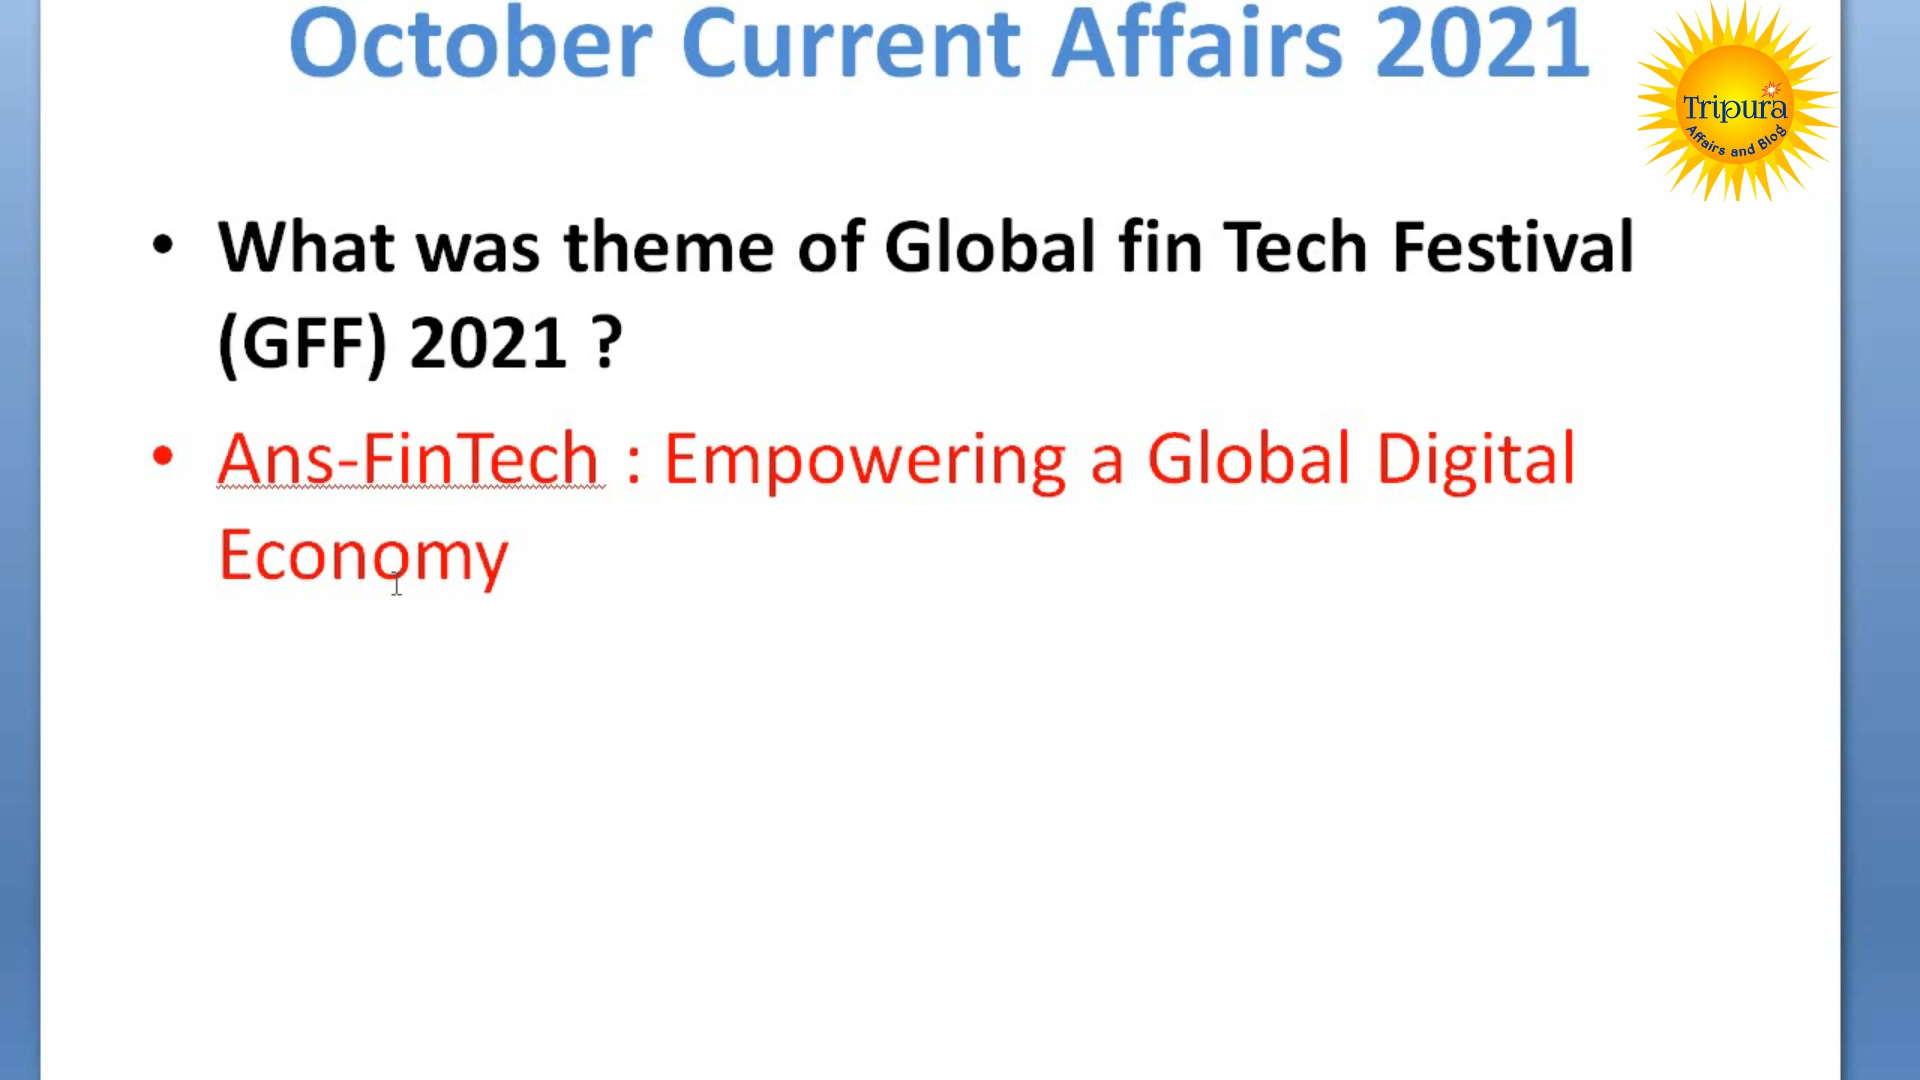 October Current Affairs 2021
Tripura
Affairs and Blog
• What was theme of Global fin Tech Festival
(GFF) 2021 ?
• Ans-FinTech : Empowering a Global Digital
Economy